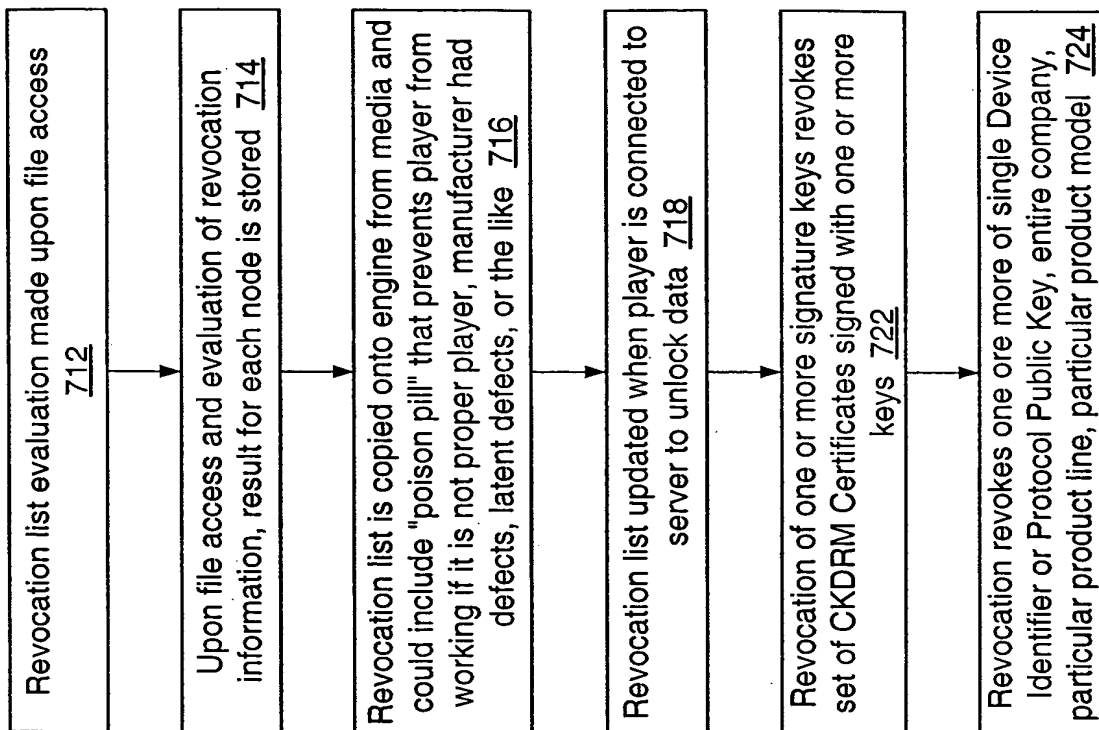 Revocation list evaluation made upon file access
712
Upon file access and evaluation of revocation
information, result for each node is stored 714
Revocation list is copied onto engine from media and
could include "poison pill" that prevents player from
working if it is not proper player, manufacturer had
defects, latent defects, or the like 716
Revocation list updated when player is connected to
server to unlock data 718
Revocation of one or more signature keys revokes
set of CKDRM Certificates signed with one or more
keys 722
Revocation revokes one ore more of single Device
Identifier or Protocol Public Key, entire company,
particular product line, particular product model 724